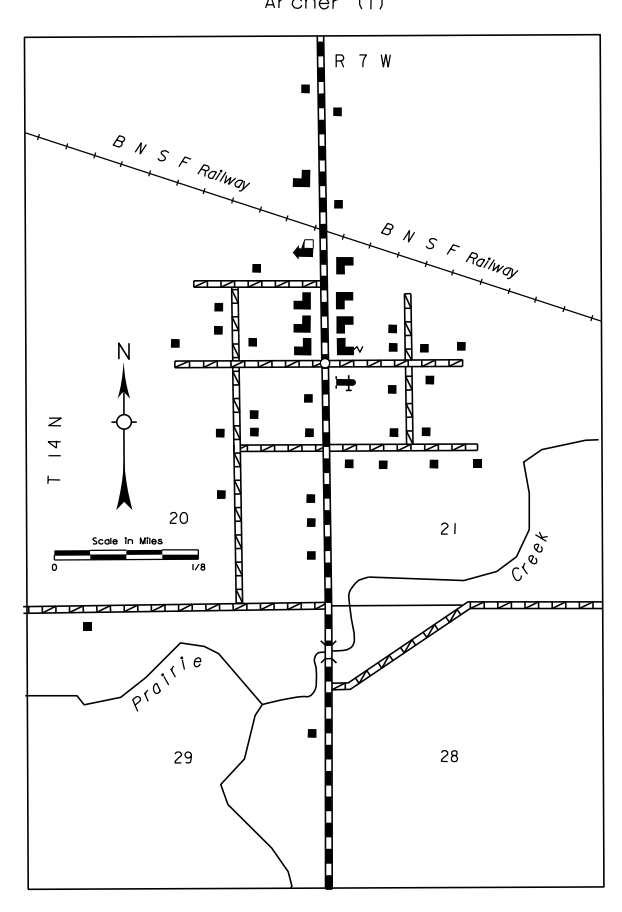 Archer (1)
R 7 W
B N S F Railway
B N S F Railway
N
T 14 N
20
21
Scale in Miles
0 1/8
Creek
Prairie
29
28